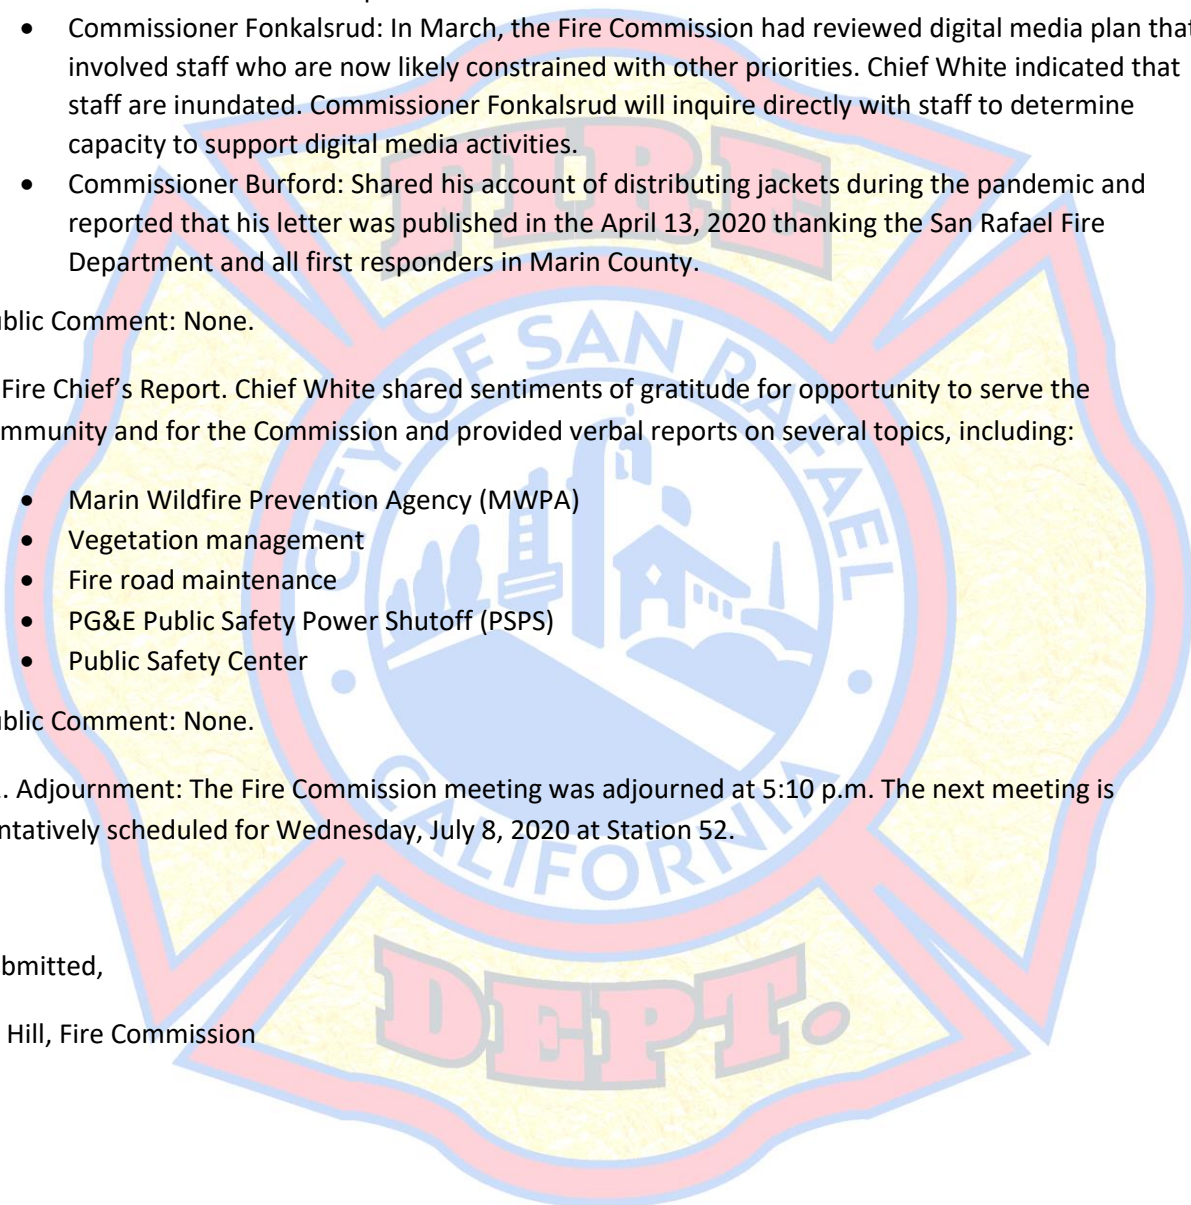 • Commissioner Fonkalsrud: In March, the Fire Commission had reviewed digital media plan that
involved staff who are now likely constrained with other priorities. Chief White indicated that
staff are inundated. Commissioner Fonkalsrud will inquire directly with staff to determine
capacity to support digital media activities.
• Commissioner Burford: Shared his account of distributing jackets during the pandemic and
reported that his letter was published in the April 13, 2020 thanking the San Rafael Fire
Department and all first responders in Marin County.
ublic Comment: None.
Fire Chief’s Report. Chief White shared sentiments of gratitude for opportunity to serve the
mmunity and for the Commission and provided verbal reports on several topics, including:
• Marin Wildfire Prevention Agency (MWPA)
• Vegetation management
• Fire road maintenance
• PG&E Public Safety Power Shutoff (PSPS)
• Public Safety Center
ublic Comment: None.
. Adjournment: The Fire Commission meeting was adjourned at 5:10 p.m. The next meeting is
ntatively scheduled for Wednesday, July 8, 2020 at Station 52.
bmitted,
Hill, Fire Commission
FIRE
CITY OF SAN RAFAEL
CALIFORNIA
DEPT.